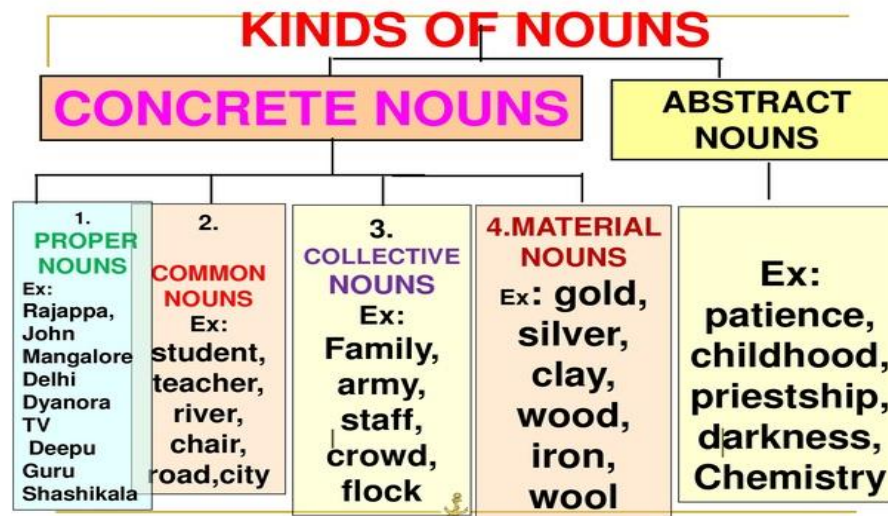 KINDS OF NOUNS
CONCRETE NOUNS
ABSTRACT
NOUNS
1.
PROPER
NOUNS
Ex:
Rajappa,
John
Mangalore
Delhi
Dyanora
TV
Deepu
Guru
Shashikala
2.
COMMON
NOUNS
Ex:
student,
teacher,
river,
chair,
road,city
3.
COLLECTIVE
NOUNS
Ex:
Family,
army,
staff,
crowd,
flock
4.MATERIAL
NOUNS
Ex: gold,
silver,
clay,
wood,
iron,
wool
Ex:
patience,
childhood,
priestship,
darkness,
Chemistry